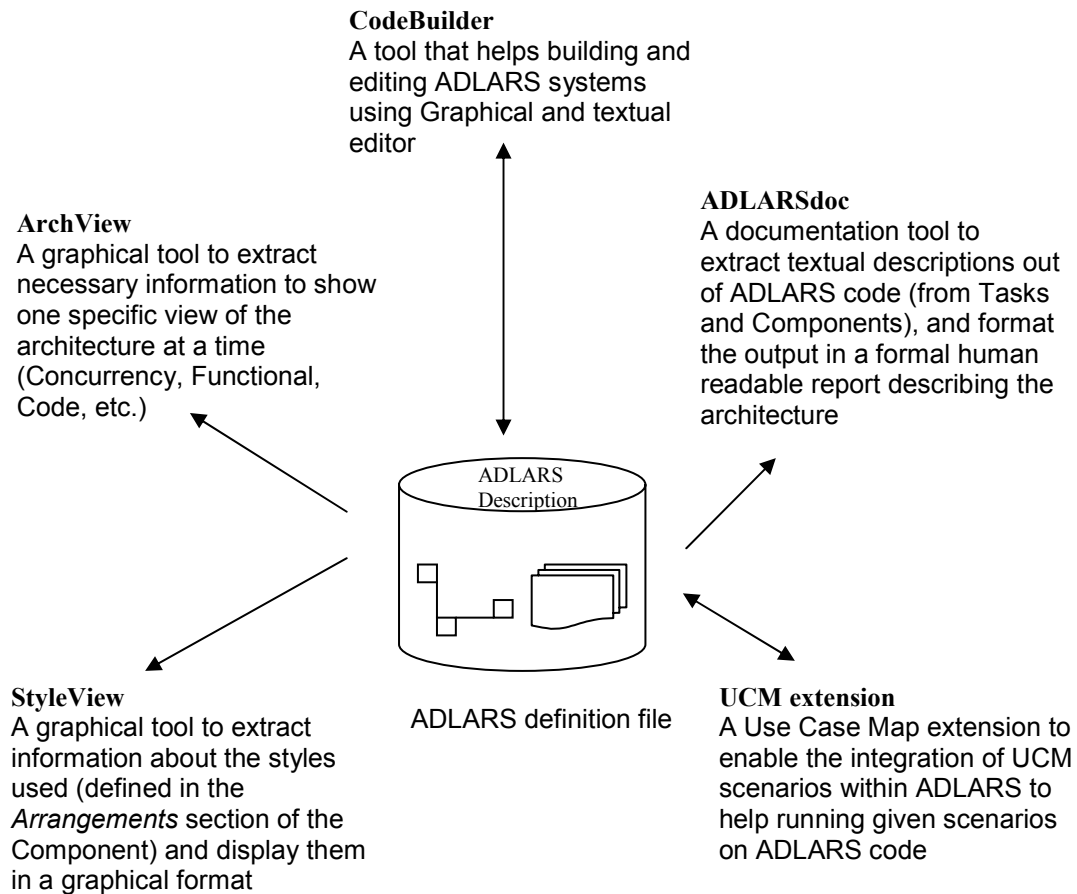 CodeBuilder
A tool that helps building and
editing ADLARS systems
using Graphical and textual
editor
ArchView
A graphical tool to extract
necessary information to show
one specific view of the
architecture at a time
(Concurrency, Functional,
Code, etc.)
ADLARSdoc
A documentation tool to
extract textual descriptions out
of ADLARS code (from Tasks
and Components), and format
the output in a formal human
readable report describing the
architecture
ADLARS
Description
StyleView
A graphical tool to extract
information about the styles
used (defined in the
Arrangements section of the
Component) and display them
in a graphical format
ADLARS definition file
UCM extension
A Use Case Map extension to
enable the integration of UCM
scenarios within ADLARS to
help running given scenarios
on ADLARS code